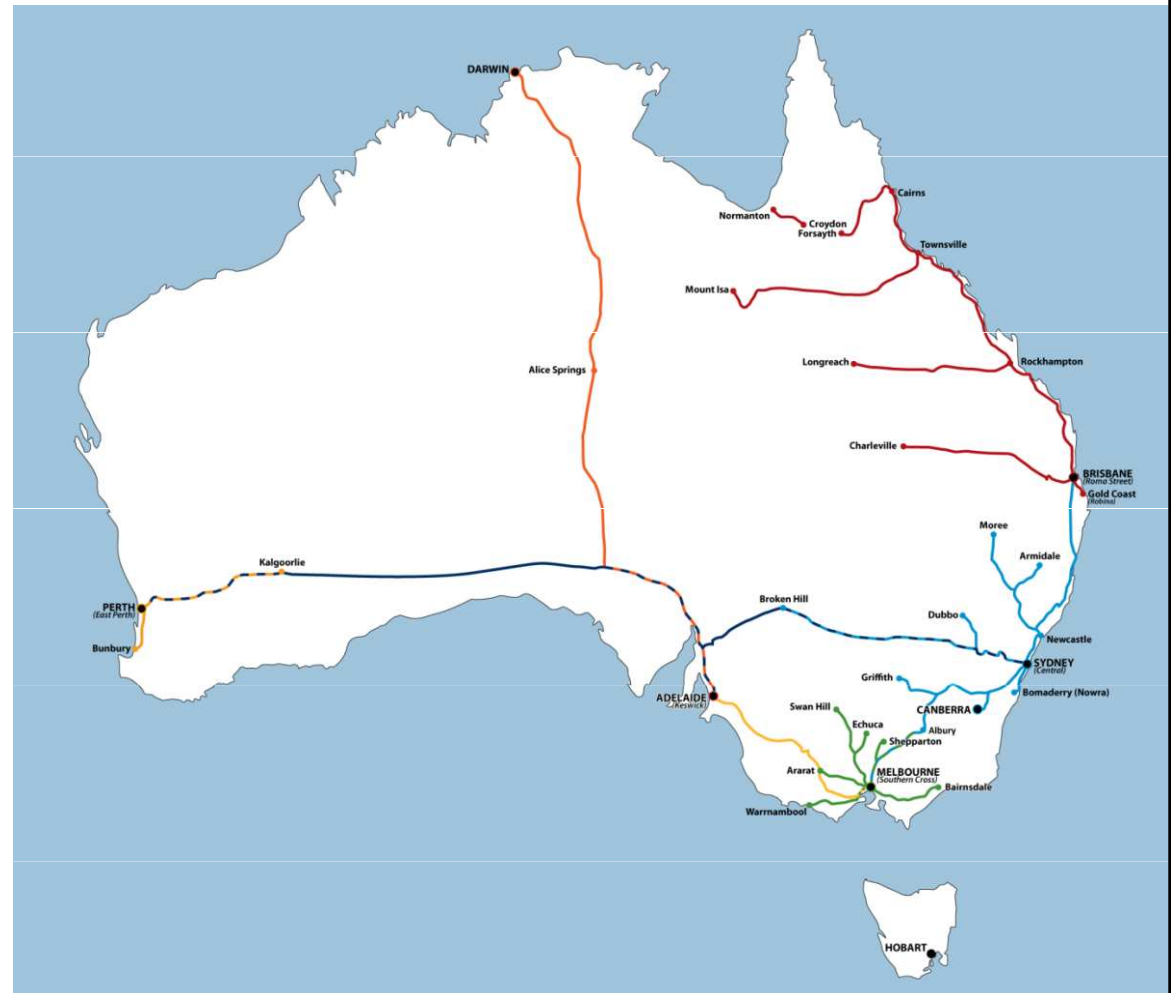 DARWIN
Cairns
Normanton
Croydon
Forsayth
Townsville
Mount Isa
Longreach
Rockhampton
Alice Springs
Charleville
BRISBANE
(Roma Street)
Gold Coast
(Robina)
Moree
Armidale
Kalgoorlie
Broken Hill
PERTH
(East Perth)
Dubbo
Newcastle
Bunbury
SYDNEY
(Central)
Griffith
Bomaderry (Nowra)
ADELAIDE
(Keswick)
Swan Hill
CANBERRA
Echuca
Albury
Shepparton
Ararat
MELBOURNE
(Southern Cross)
Bairnsdale
Warrnambool
HOBART